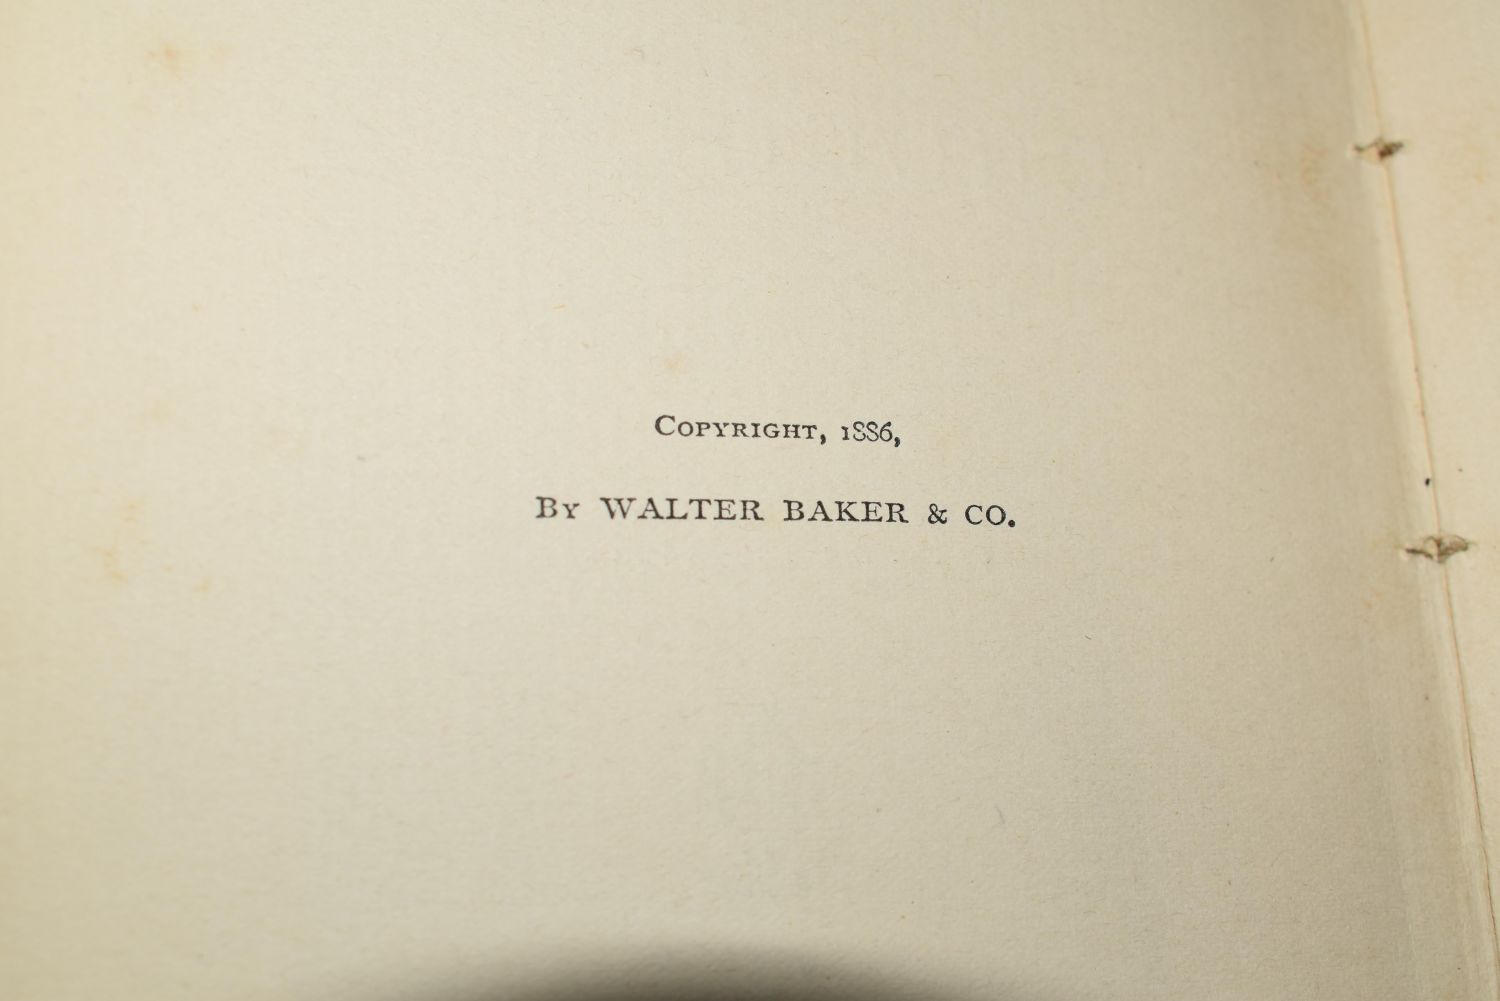 Copyright, 1886,
By WALTER BAKER & CO.